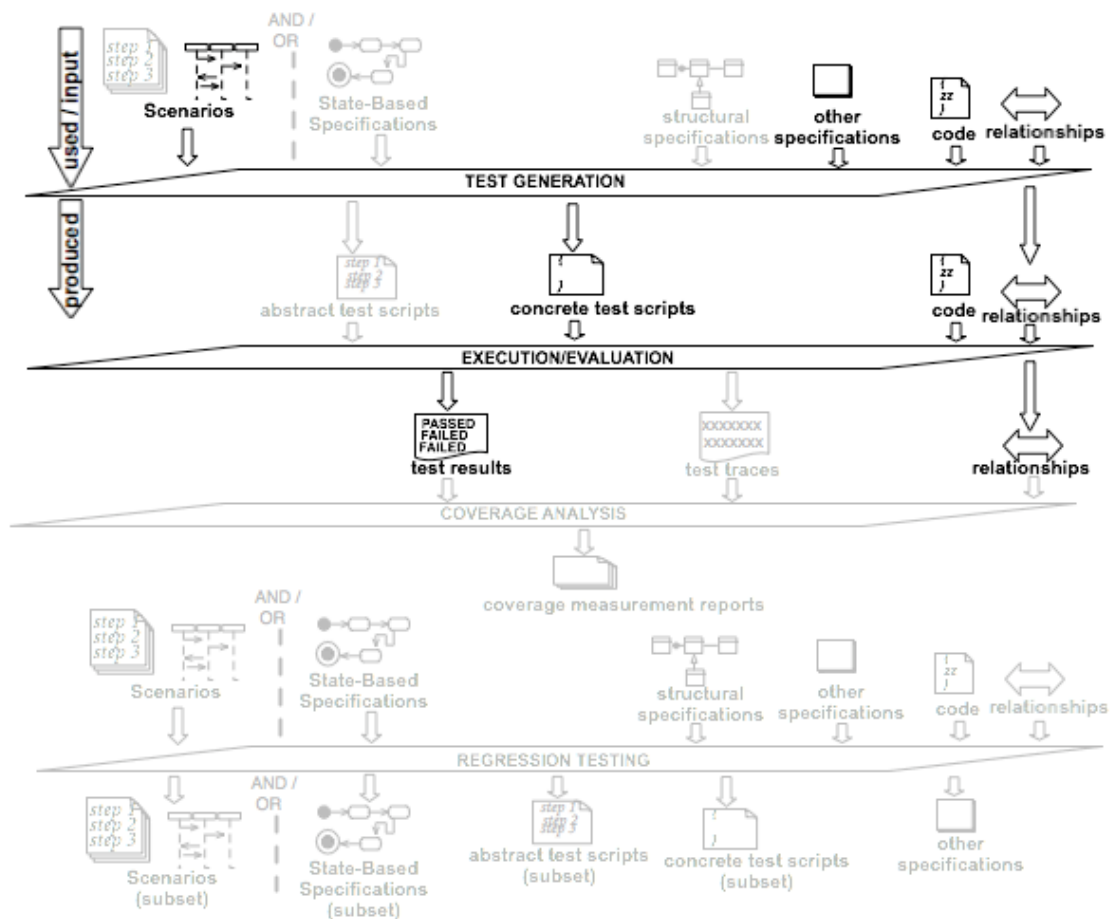 used / input
step 1
step 2
step 3
Scenarios
AND /
OR
State-Based
Specifications
structural
specifications
other
specifications
{
zz
}
code
relationships
TEST GENERATION
produced
step 1
step 2
step 3
abstract test scripts
{
}
concrete test scripts
{
zz
}
code
relationships
EXECUTION/EVALUATION
PASSED
FAILED
FAILED
test results
XXXXXXX
XXXXXXX
test traces
relationships
COVERAGE ANALYSIS
coverage measurement reports
step 1
step 2
step 3
Scenarios
AND /
OR
State-Based
Specifications
structural
specifications
other
specifications
{
zz
}
code
relationships
REGRESSION TESTING
step 1
step 2
step 3
Scenarios
(subset)
AND /
OR
State-Based
Specifications
(subset)
step 1
step 2
step 3
abstract test scripts
(subset)
{
}
concrete test scripts
(subset)
other
specifications